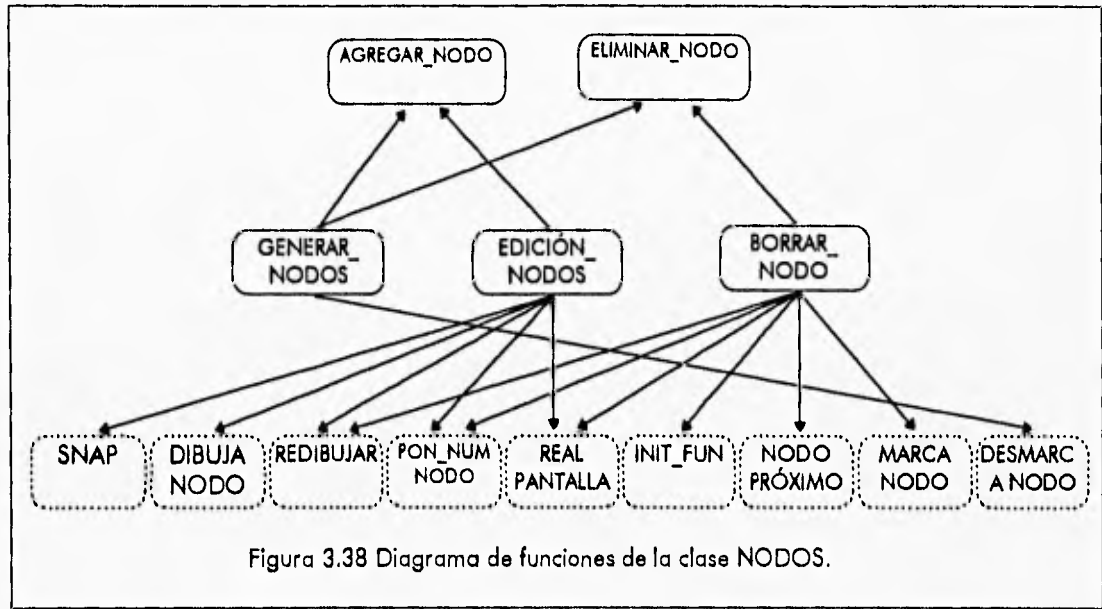 AGREGAR_NODO
ELIMINAR_NODO
GENERAR_
NODOS
EDICIÓN_
NODOS
BORRAR_
NODO
SNAP
DIBUJA
NODO
REDIBUJAR
PON_NUM
NODO
REAL
PANTALLA
INIT_FUN
NODO
PRÓXIMO
MARCA
NODO
DESMARC
A NODO
Figura 3.38 Diagrama de funciones de la clase NODOS.